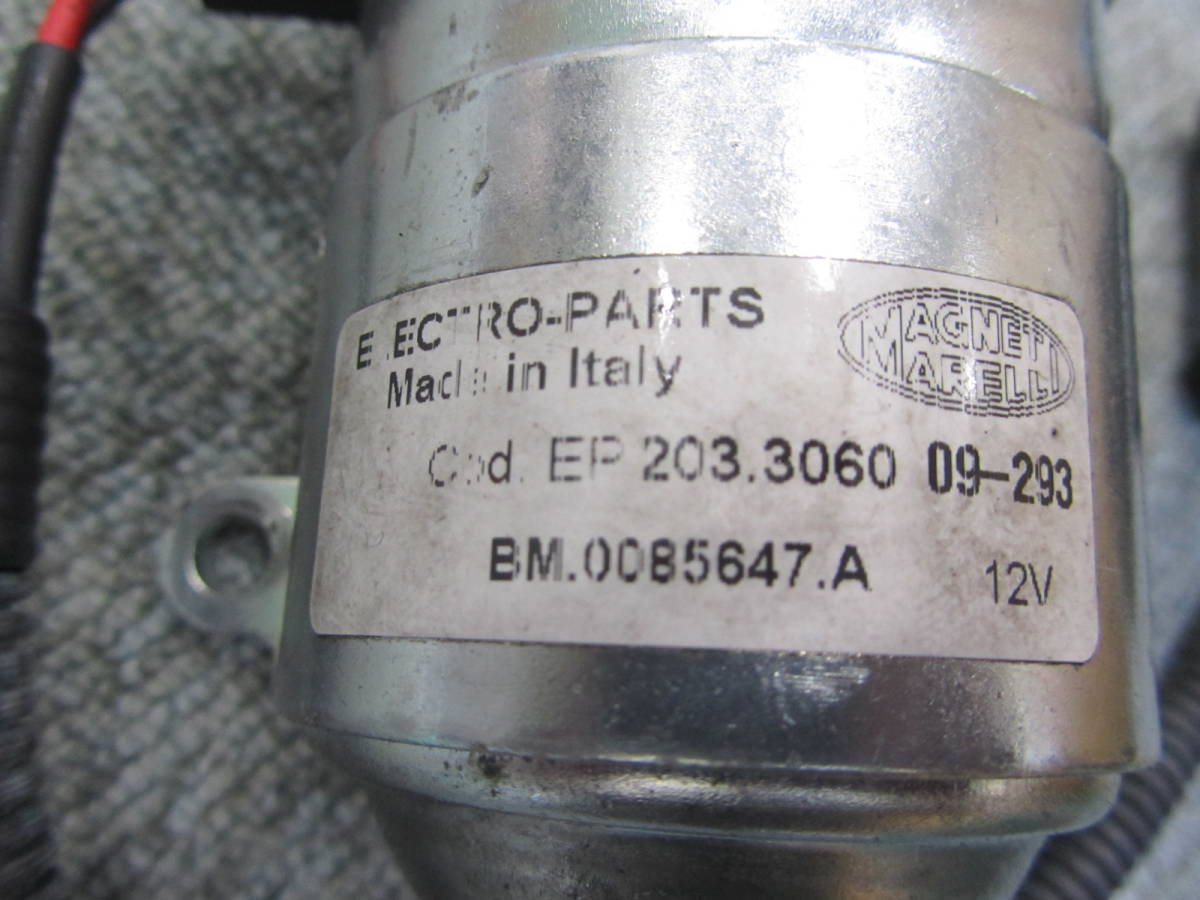 ELECTRO-PARTS
Made in Italy
MAGNETI
MARELLI
Cod. EP 203.3060 09-293
BM.0085647.A
12V